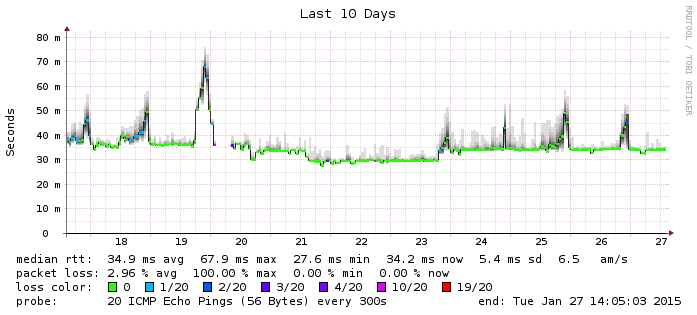 Last 10 Days
RRDTOOL / TOBI OETIKER
Seconds
80 m
70 m
60 m
50 m
40 m
30 m
20 m
10 m
0
18 19 20 21 22 23 24 25 26 27
median rtt: 34.9 ms avg 67.9 ms max 27.6 ms min 34.2 ms now 5.4 ms sd 6.5 am/s
packet loss: 2.96 % avg 100.00 % max 0.00 % min 0.00 % now
loss color: 0 1/20 2/20 3/20 4/20 10/20 19/20
probe: 20 ICMP Echo Pings (56 Bytes) every 300s end: Tue Jan 27 14:05:03 2015